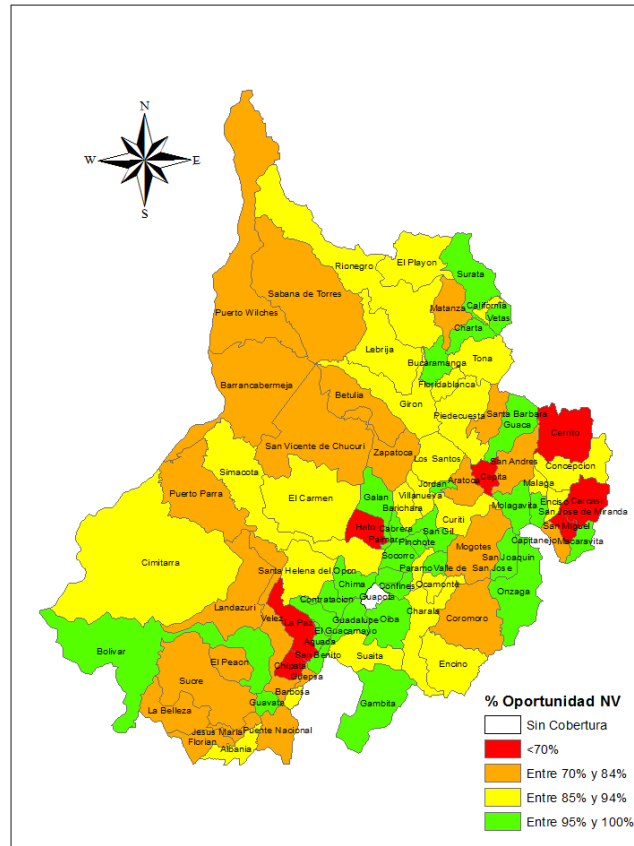 N
W
E
S
Rionegro
El Playon
Surata
Sabana de Torres
California
Matanza
Vetas
Puerto Wilches
Charta
Lebrija
Bucaramanga
Tona
Barrancabermeja
Floridablanca
Betulia
Giron
Piedecuesta
Santa Barbara
Guaca
Cerrito
San Vicente de Chucuri
Zapatoca
Los Santos
San Andres
Simacota
Concepcion
Aratoca
Cepita
Jordan
Malaga
Puerto Parra
El Carmen
Galan
Villanueva
Enciso
Carcasi
Barichara
Molagavita
San Jose de Miranda
Hato
Cabrera
Curiti
San Gil
San Miguel
Palmar
Pinchote
Mogotes
Capitanejo
Macaravita
Cimitarra
Socorro
San Joaquin
Santa Helena del Opon
Paramo
Valle de San Jose
Chima
Confines
Ocamonte
Onzaga
Contratacion
Guapota
Landazuri
Velez
La Paz
Guadalupe
Oiba
Charala
Coromoro
El Guacamayo
Aguada
Bolivar
San Benito
Suaita
El Peaon
Chipata
Encino
Sucre
Guepsa
Barbosa
Guavata
Gambita
La Belleza
Jesus Maria
Puente Nacional
Florian
Albania
% Oportunidad NV
Sin Cobertura
<70%
Entre 70% y 84%
Entre 85% y 94%
Entre 95% y 100%